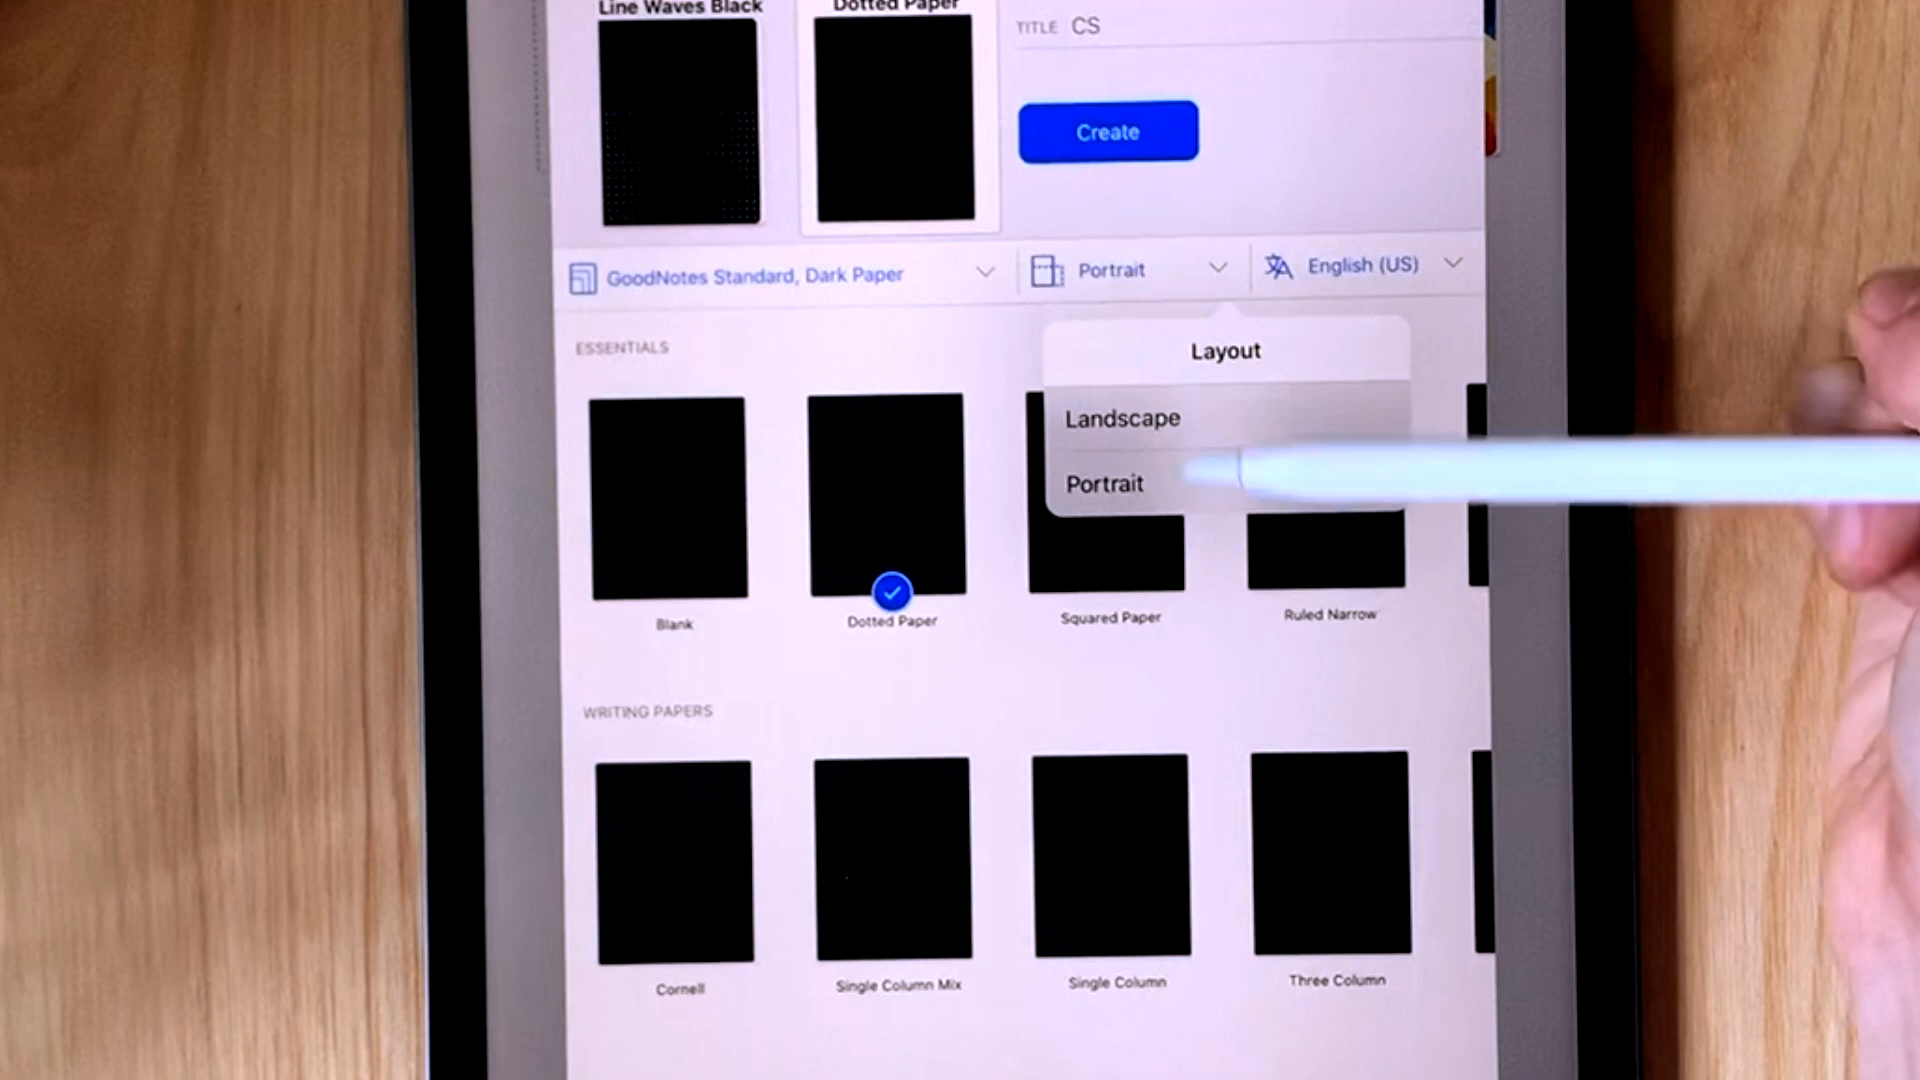 Line Waves Black
Dotted Paper
TITLE CS
Create
GoodNotes Standard, Dark Paper
Portrait
English (US)
Layout
Landscape
Portrait
ESSENTIALS
Blank
Dotted Paper
Squared Paper
Ruled Narrow
WRITING PAPERS
Cornell
Single Column Mix
Single Column
Three Column